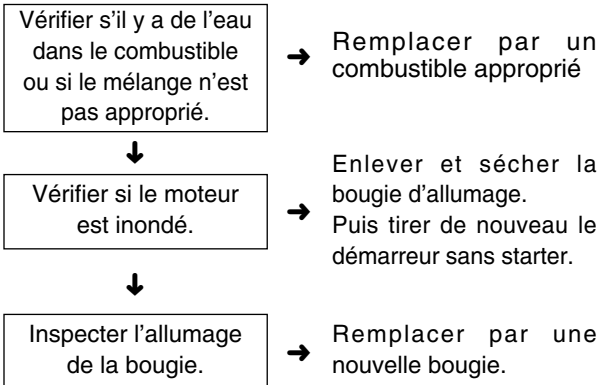 Vérifier s’il y a de l’eau
dans le combustible
ou si le mélange n’est
pas approprié.
Remplacer par un
combustible approprié
Vérifier si le moteur
est inondé.
Enlever et sécher la
bougie d’allumage.
Puis tirer de nouveau le
démarreur sans starter.
Inspecter l’allumage
de la bougie.
Remplacer par une
nouvelle bougie.